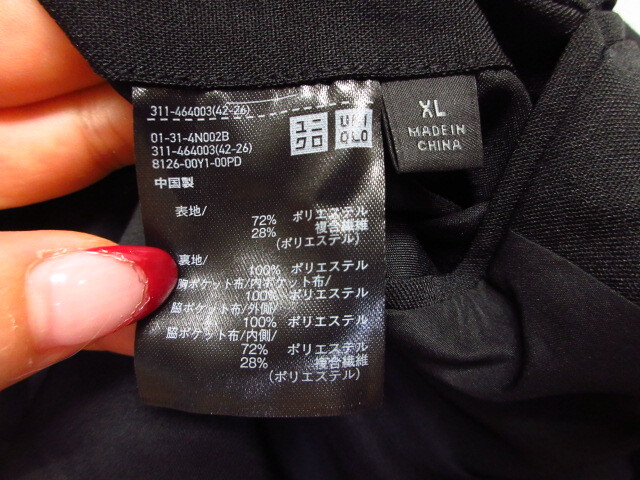 311-464003(42-26)
01-31-4N002B
311-464003(42-26)
8126-00Y1-00PD
ユニ
クロ
UNI
QLO
XL
MADE IN
CHINA
中国製
表地/
72% ポリエステル
28% 複合繊維
(ポリエステル)
裏地/
100% ポリエステル
胸ポケット布/内ポケット布/
100% ポリエステル
脇ポケット布/外側/
100% ポリエステル
脇ポケット布/内側/
72% ポリエステル
28% 複合繊維
(ポリエステル)